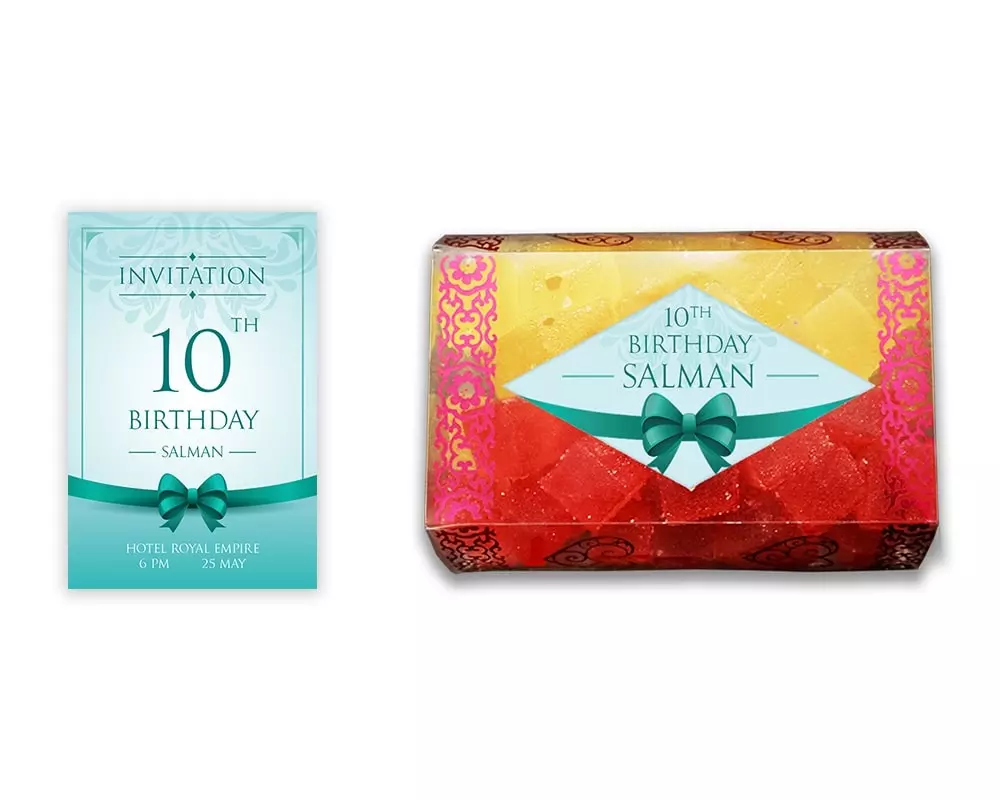 INVITATION
10TH
BIRTHDAY
SALMAN
HOTEL ROYAL EMPIRE
6 PM 25 MAY
10TH
BIRTHDAY
SALMAN